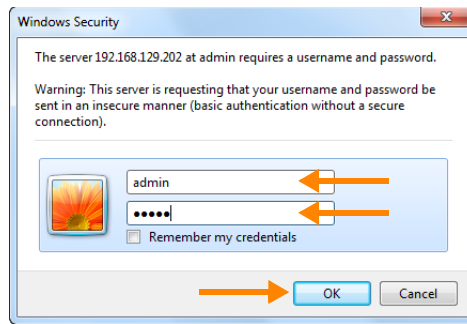 Windows Security
The server 192.168.129.202 at admin requires a username and password.
Warning: This server is requesting that your username and password be
sent in an insecure manner (basic authentication without a secure
connection).
admin
●●●●●
Remember my credentials
OK
Cancel